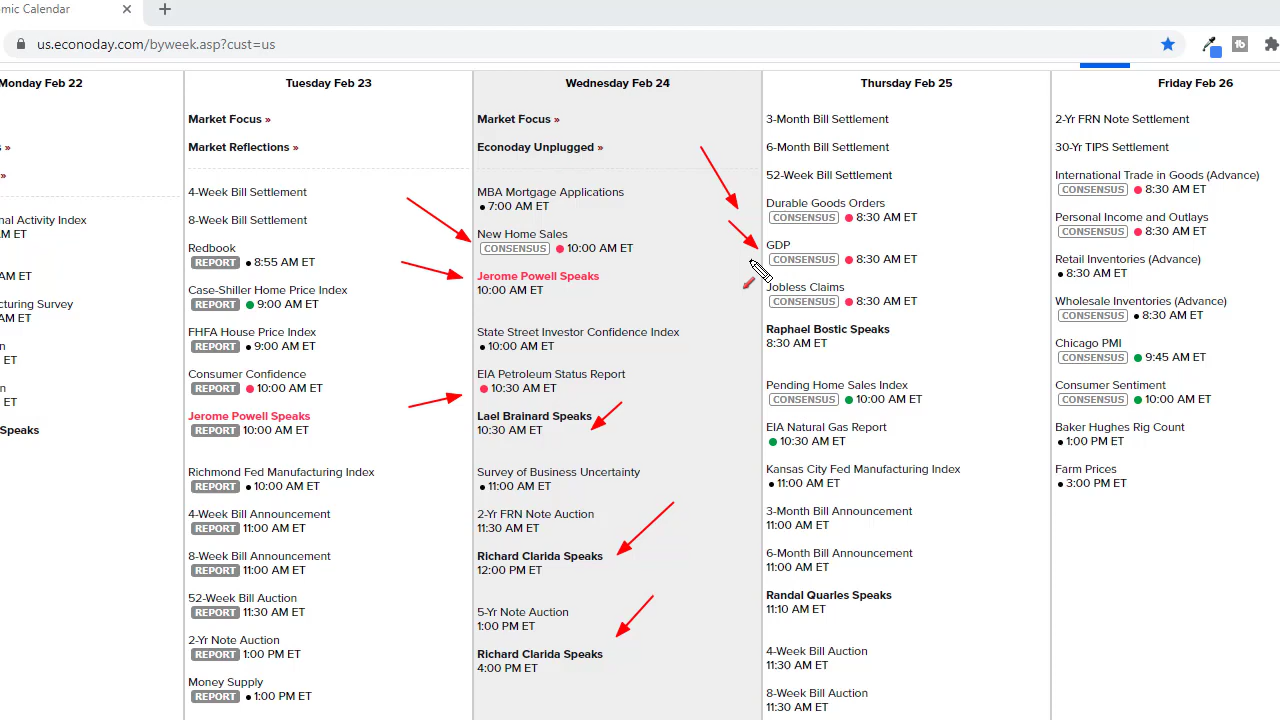 mic Calendar
us.econoday.com/byweek.asp?cust=us
Monday Feb 22
»
»
nal Activity Index
AM ET
AM ET
cturing Survey
AM ET
n
ET
n
ET
Speaks
Tuesday Feb 23
Market Focus »
Market Reflections »
4-Week Bill Settlement
8-Week Bill Settlement
Redbook
REPORT 8:55 AM ET
Case-Shiller Home Price Index
REPORT 9:00 AM ET
FHFA House Price Index
REPORT 9:00 AM ET
Consumer Confidence
REPORT 10:00 AM ET
Jerome Powell Speaks
REPORT 10:00 AM ET
Richmond Fed Manufacturing Index
REPORT 10:00 AM ET
4-Week Bill Announcement
REPORT 11:00 AM ET
8-Week Bill Announcement
REPORT 11:00 AM ET
52-Week Bill Auction
REPORT 11:30 AM ET
2-Yr Note Auction
REPORT 1:00 PM ET
Money Supply
REPORT 1:00 PM ET
Wednesday Feb 24
Market Focus »
Econoday Unplugged »
MBA Mortgage Applications
7:00 AM ET
New Home Sales
CONSENSUS 10:00 AM ET
Jerome Powell Speaks
10:00 AM ET
State Street Investor Confidence Index
10:00 AM ET
EIA Petroleum Status Report
10:30 AM ET
Lael Brainard Speaks
10:30 AM ET
Survey of Business Uncertainty
11:00 AM ET
2-Yr FRN Note Auction
11:30 AM ET
Richard Clarida Speaks
12:00 PM ET
5-Yr Note Auction
1:00 PM ET
Richard Clarida Speaks
4:00 PM ET
Thursday Feb 25
3-Month Bill Settlement
6-Month Bill Settlement
52-Week Bill Settlement
Durable Goods Orders
CONSENSUS 8:30 AM ET
GDP
CONSENSUS 8:30 AM ET
Jobless Claims
CONSENSUS 8:30 AM ET
Raphael Bostic Speaks
8:30 AM ET
Pending Home Sales Index
CONSENSUS 10:00 AM ET
EIA Natural Gas Report
10:30 AM ET
Kansas City Fed Manufacturing Index
11:00 AM ET
3-Month Bill Announcement
11:00 AM ET
6-Month Bill Announcement
11:00 AM ET
Randal Quarles Speaks
11:10 AM ET
4-Week Bill Auction
11:30 AM ET
8-Week Bill Auction
11:30 AM ET
Friday Feb 26
2-Yr FRN Note Settlement
30-Yr TIPS Settlement
International Trade in Goods (Advance)
CONSENSUS 8:30 AM ET
Personal Income and Outlays
CONSENSUS 8:30 AM ET
Retail Inventories (Advance)
8:30 AM ET
Wholesale Inventories (Advance)
CONSENSUS 8:30 AM ET
Chicago PMI
CONSENSUS 9:45 AM ET
Consumer Sentiment
CONSENSUS 10:00 AM ET
Baker Hughes Rig Count
1:00 PM ET
Farm Prices
3:00 PM ET